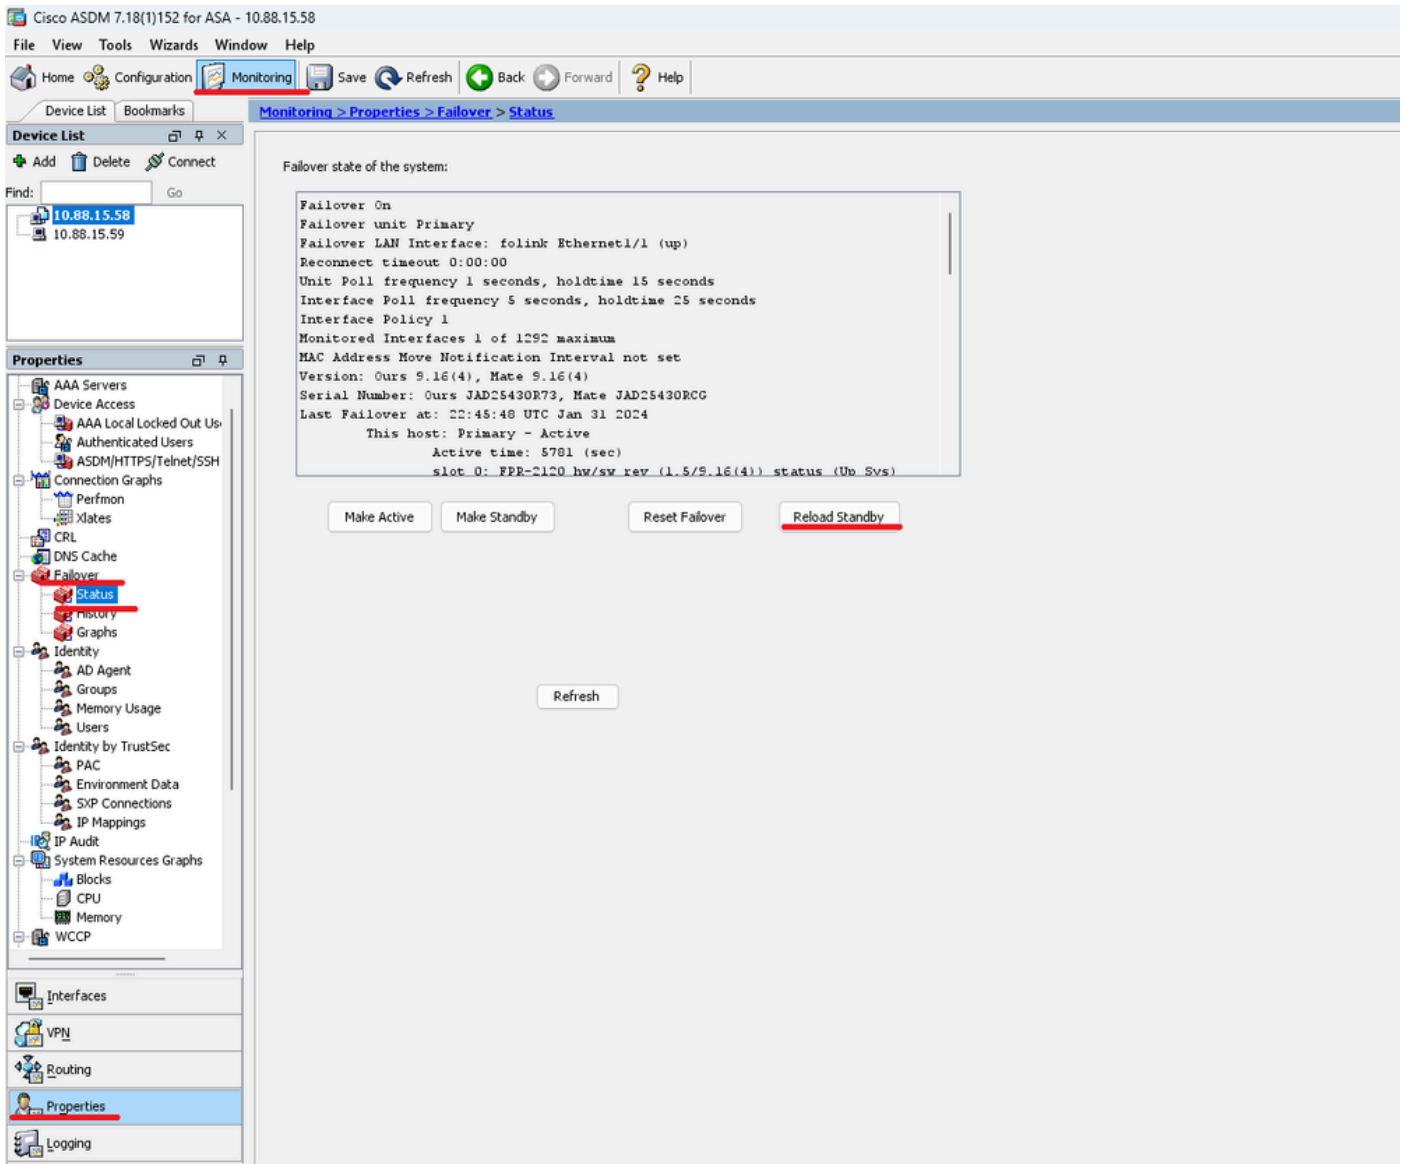 Cisco ASDM 7.18(1)152 for ASA - 10.88.15.58
File View Tools Wizards Window Help
Home Configuration Monitoring Save Refresh Back Forward Help
Device List Bookmarks
Monitoring > Properties > Failover > Status
Device List
Add Delete Connect
Find: Go
10.88.15.58
10.88.15.59
Failover state of the system:
Failover On
Failover unit Primary
Failover LAN Interface: folink Ethernet1/1 (up)
Reconnect timeout 0:00:00
Unit Poll frequency 1 seconds, holdtime 15 seconds
Interface Poll frequency 5 seconds, holdtime 25 seconds
Interface Policy 1
Monitored Interfaces 1 of 1292 maximum
MAC Address Move Notification Interval not set
Version: Ours 9.16(4), Mate 9.16(4)
Serial Number: Ours JAD25430R73, Mate JAD25430RCG
Last Failover at: 22:45:48 UTC Jan 31 2024
This host: Primary - Active
Active time: 5781 (sec)
slot 0: FPR-2120 hw/sw rev (1.5/9.16(4)) status (Up Sys)
Make Active Make Standby Reset Failover Reload Standby
Refresh
Properties
AAA Servers
Device Access
AAA Local Locked Out Us
Authenticated Users
ASDM/HTTPS/Telnet/SSH
Connection Graphs
Perfmon
Xlates
CRL
DNS Cache
Failover
Status
History
Graphs
Identity
AD Agent
Groups
Memory Usage
Users
Identity by TrustSec
PAC
Environment Data
SXP Connections
IP Mappings
IP Audit
System Resources Graphs
Blocks
CPU
Memory
WCCP
Interfaces
VPN
Routing
Properties
Logging